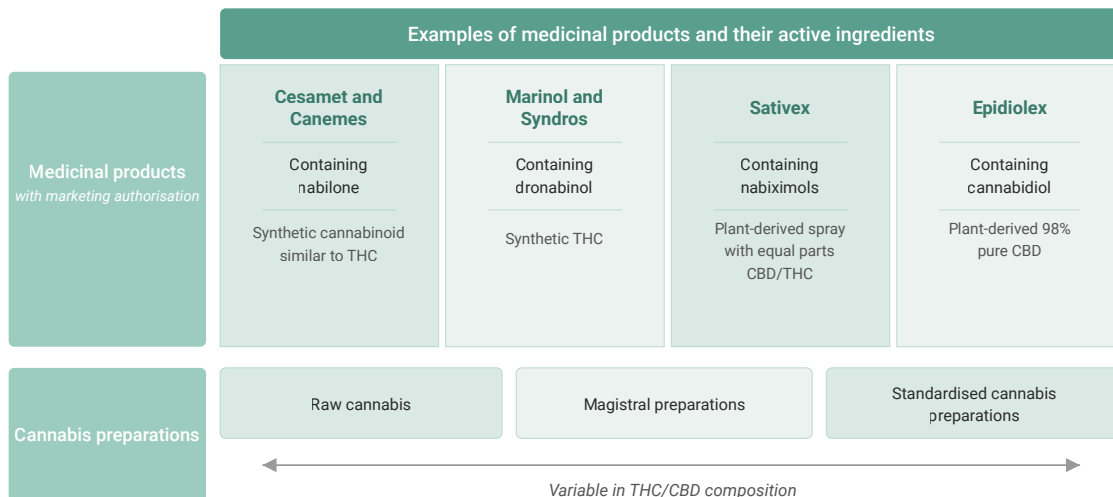 Examples of medicinal products and their active ingredients
Medicinal products
with marketing authorisation
Cesamet and
Canemes
Containing
nabilone
Synthetic cannabinoid
similar to THC
Marinol and
Syndros
Containing
dronabinol
Synthetic THC
Sativex
Containing
nabiximols
Plant-derived spray
with equal parts
CBD/THC
Epidiolex
Containing
cannabidiol
Plant-derived 98%
pure CBD
Cannabis preparations
Raw cannabis
Magistral preparations
Standardised cannabis
preparations
Variable in THC/CBD composition